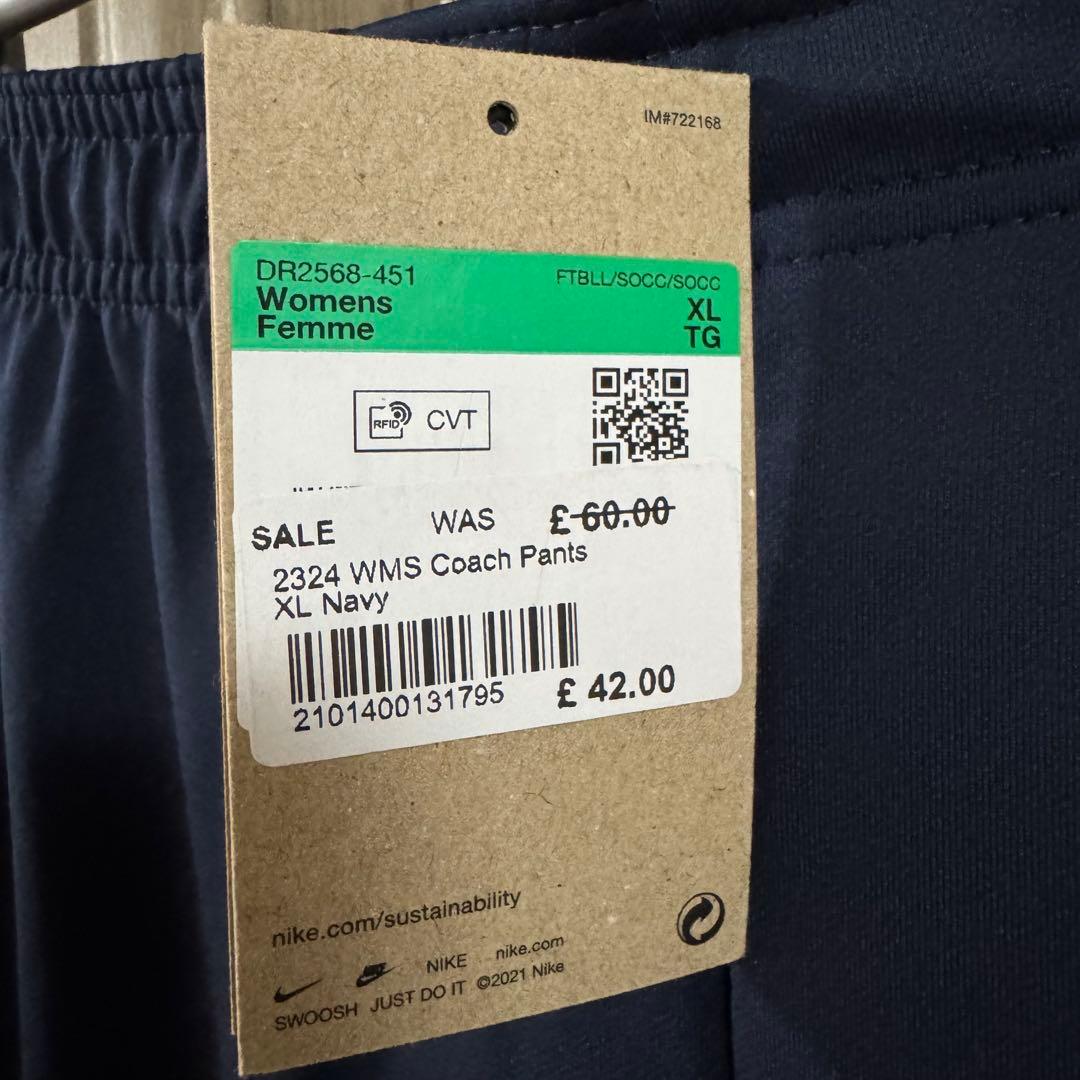 IM#722168
DR2568-451 FTBLL/SOCC/SOCC
Womens XL
Femme TG
RFID CVT
SALE WAS £ 60.00
2324 WMS Coach Pants
XL Navy
2101400131795 £ 42.00
nike.com/sustainability
NIKE nike.com
SWOOSH JUST DO IT ©2021 Nike